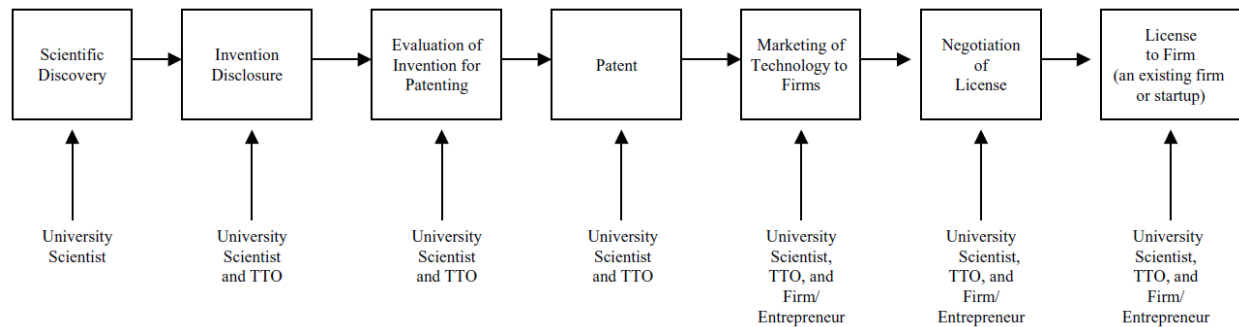 Scientific
Discovery
Invention
Disclosure
Evaluation of
Invention for
Patenting
Patent
Marketing of
Technology to
Firms
Negotiation
of
License
License
to Firm
(an existing firm
or startup)
University
Scientist
University
Scientist
and TTO
University
Scientist
and TTO
University
Scientist
and TTO
University
Scientist,
TTO, and
Firm/
Entrepreneur
University
Scientist,
TTO, and
Firm/
Entrepreneur
University
Scientist,
TTO, and
Firm/
Entrepreneur